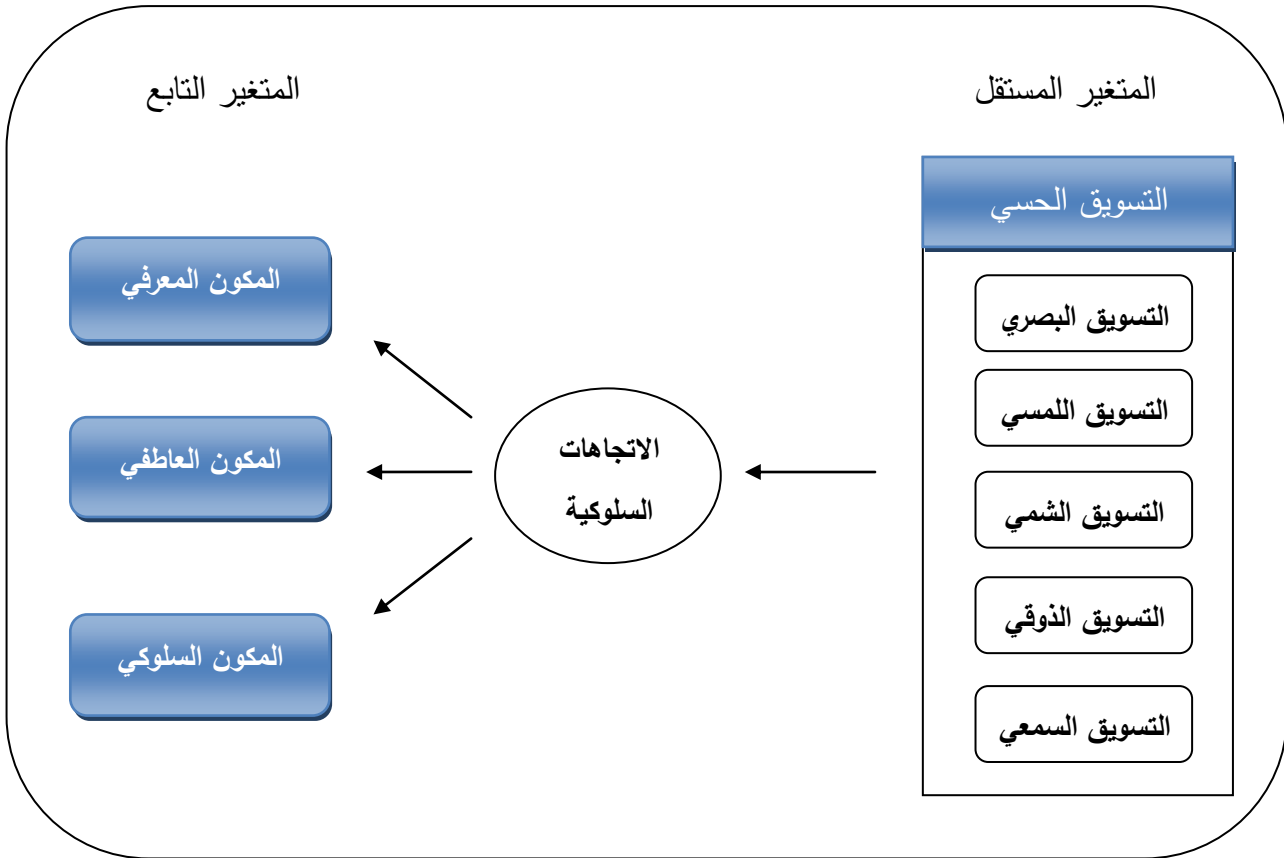 المتغير المستقل
المتغير التابع
التسويق الحسي
التسويق البصري
التسويق اللمسي
التسويق الشمي
التسويق الذوقي
التسويق السمعي
الاتجاهات
السلوكية
المكون المعرفي
المكون العاطفي
المكون السلوكي